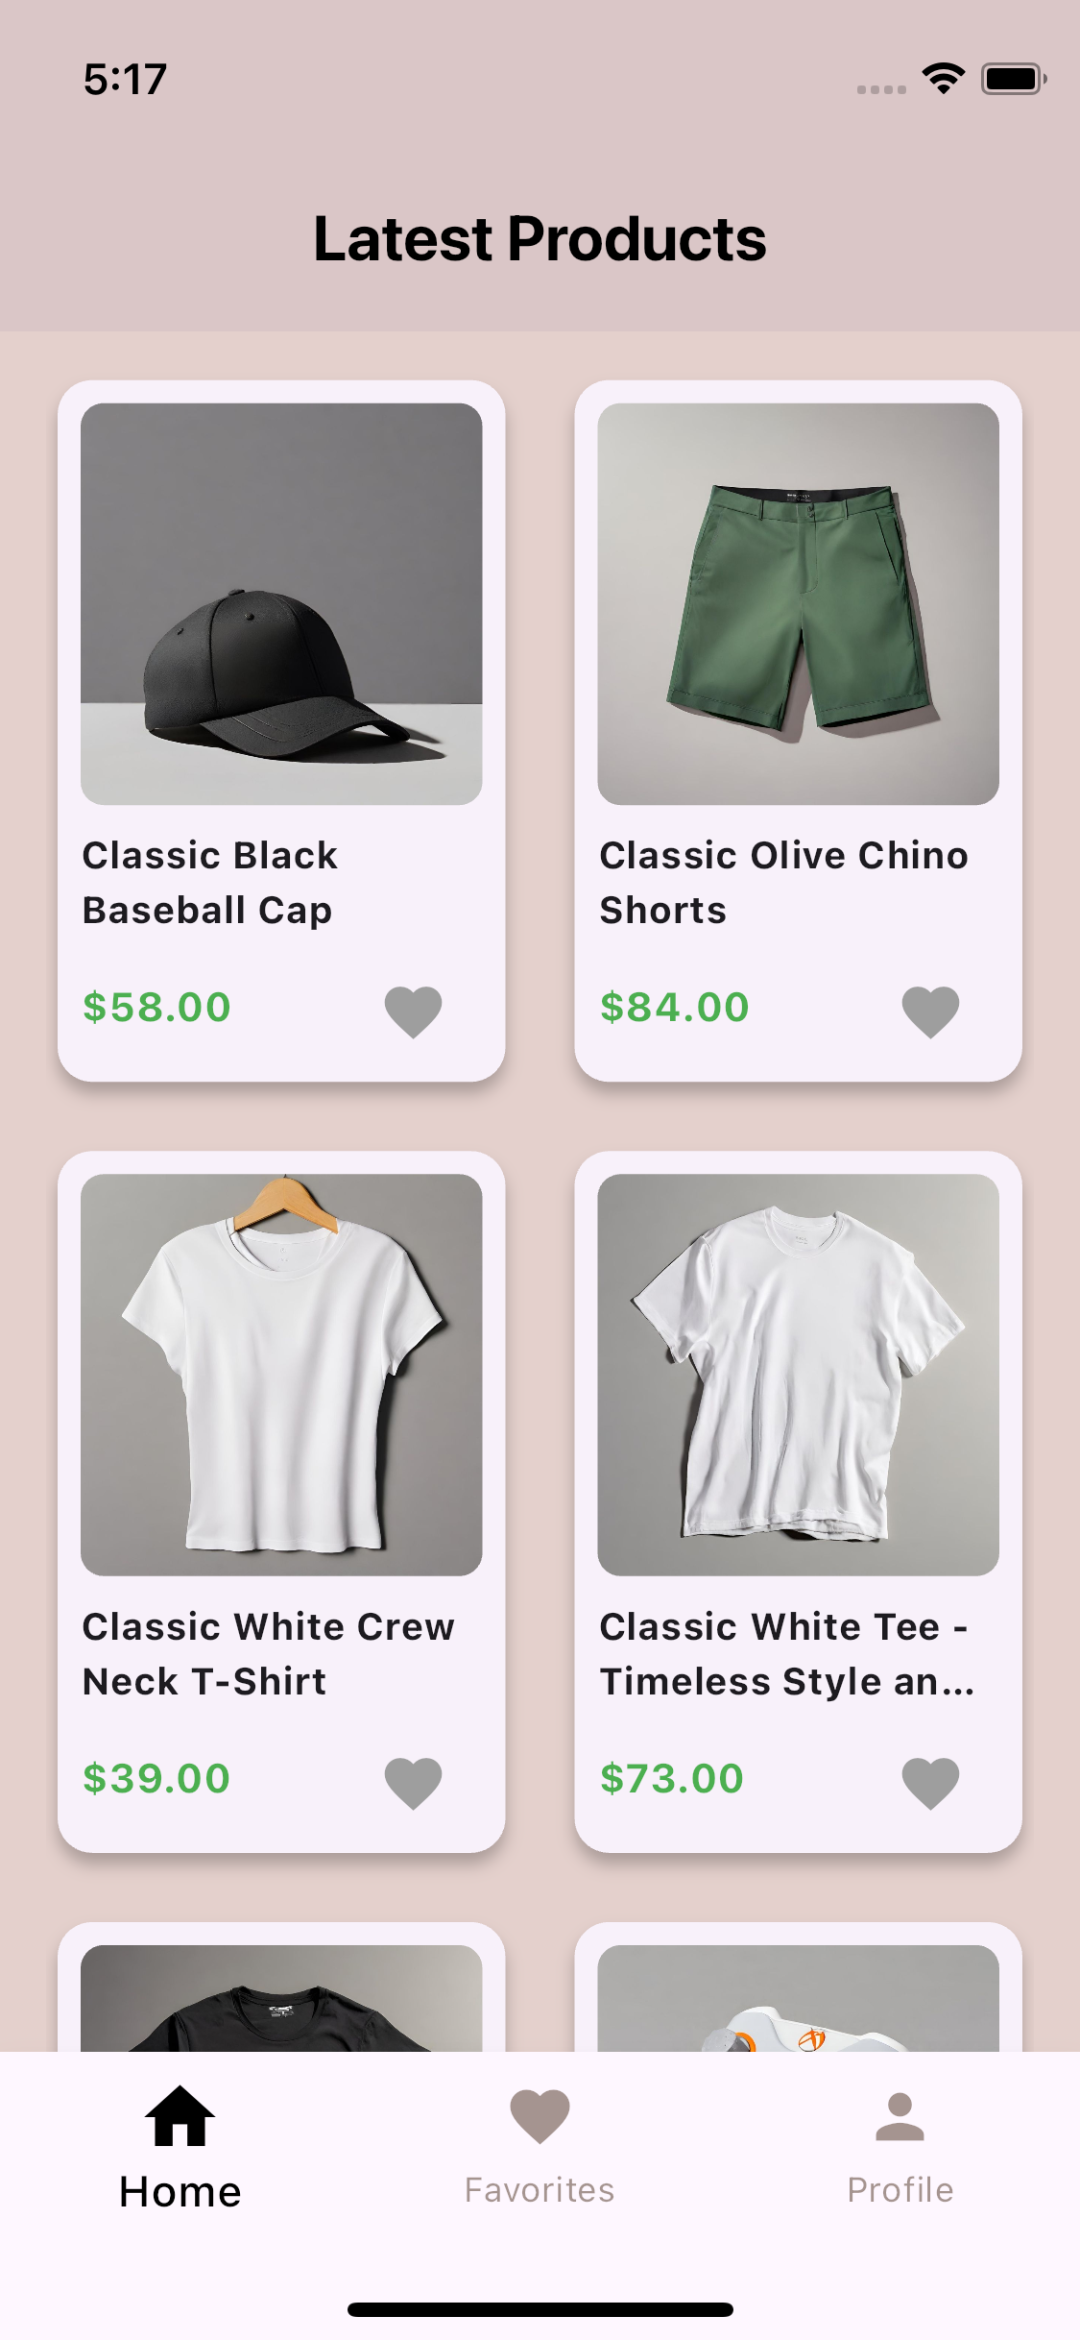 5:17
Latest Products
Classic Black
Baseball Cap
$58.00
Classic Olive Chino
Shorts
$84.00
Classic White Crew
Neck T-Shirt
$39.00
Classic White Tee -
Timeless Style an...
$73.00
Home
Favorites
Profile